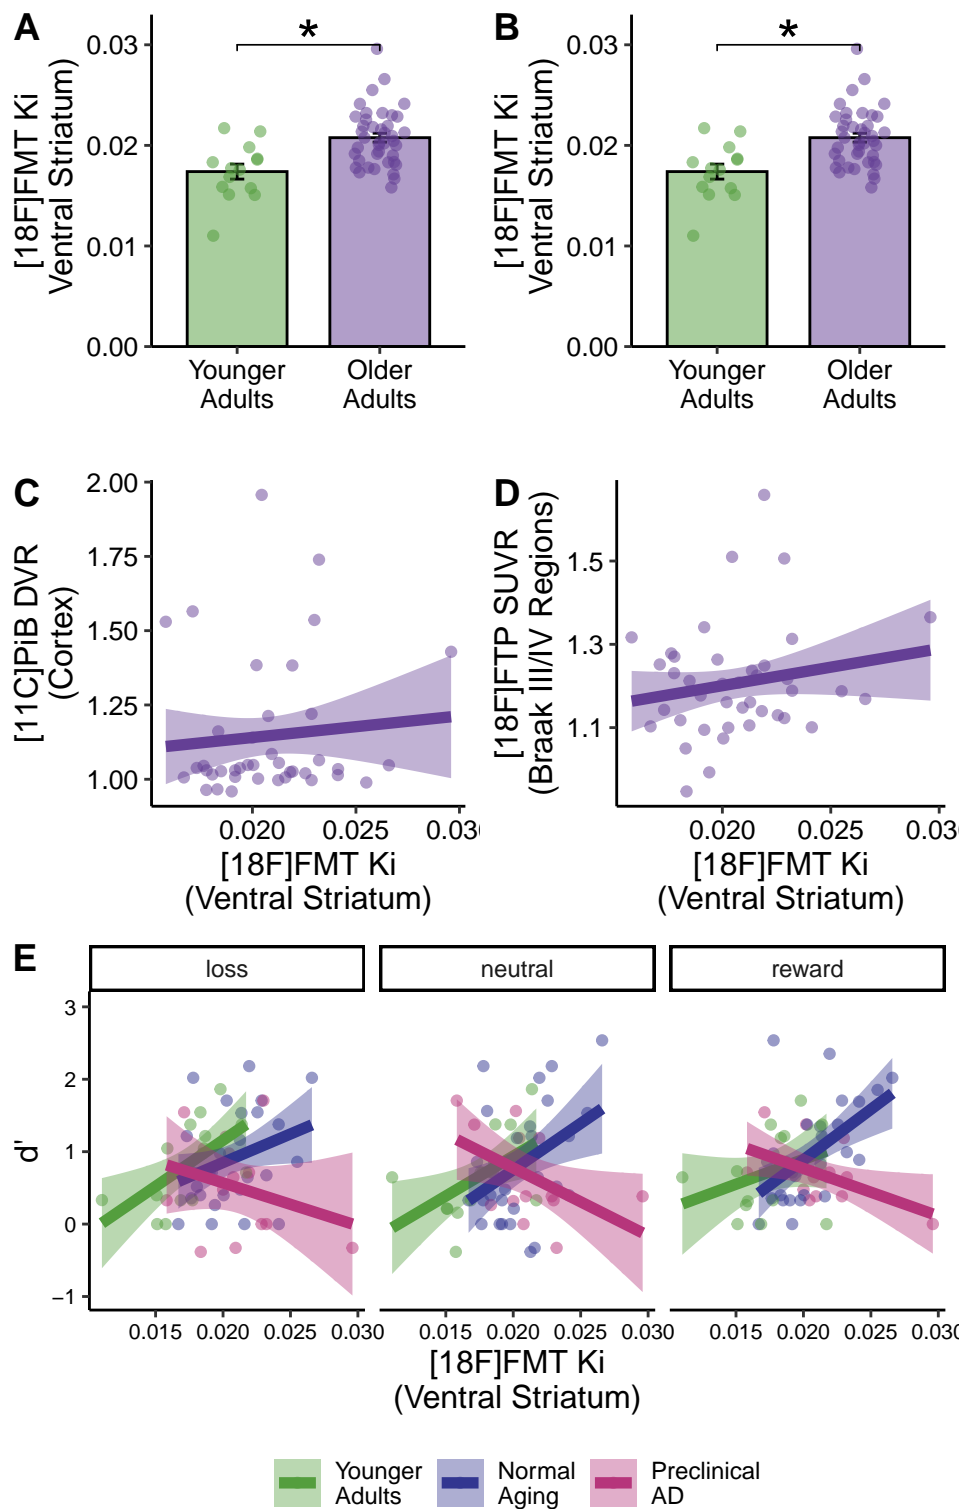 A
B
*
*
[18F]FMT Ki
Ventral Striatum)
0.03
0.02
0.01
0.00
Younger
Adults
Older
Adults
[18F]FMT Ki
Ventral Striatum)
0.03
0.02
0.01
0.00
Younger
Adults
Older
Adults
C
[11C]PiB DVR
(Cortex)
2.00
1.75
1.50
1.25
1.00
0.020
0.025
0.030
[18F]FMT Ki
(Ventral Striatum)
D
[18F]FTP SUVR
(Braak III/IV Regions)
1.5
1.3
1.1
0.020
0.025
0.030
[18F]FMT Ki
(Ventral Striatum)
E
loss
neutral
reward
d'
3
2
1
0
−1
0.015 0.020 0.025 0.030
0.015 0.020 0.025 0.030
0.015 0.020 0.025 0.030
[18F]FMT Ki
(Ventral Striatum)
Younger
Adults
Normal
Aging
Preclinical
AD